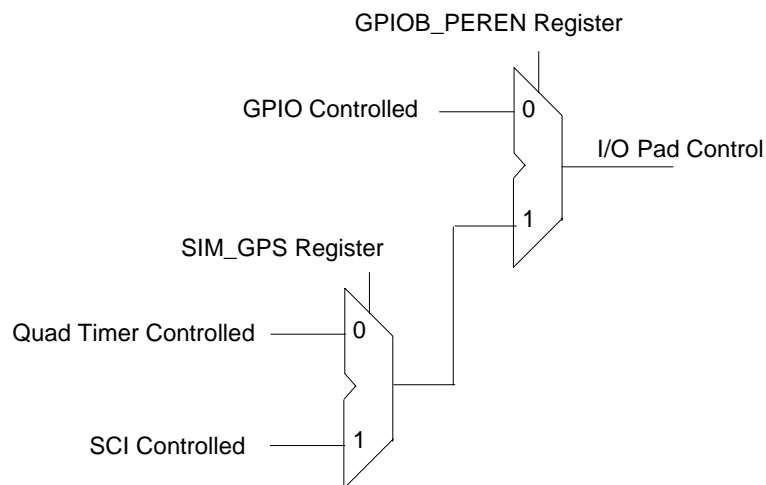 GPIOB_PEREN Register
GPIO Controlled
0
I/O Pad Control
1
SIM_GPS Register
Quad Timer Controlled
0
SCI Controlled
1